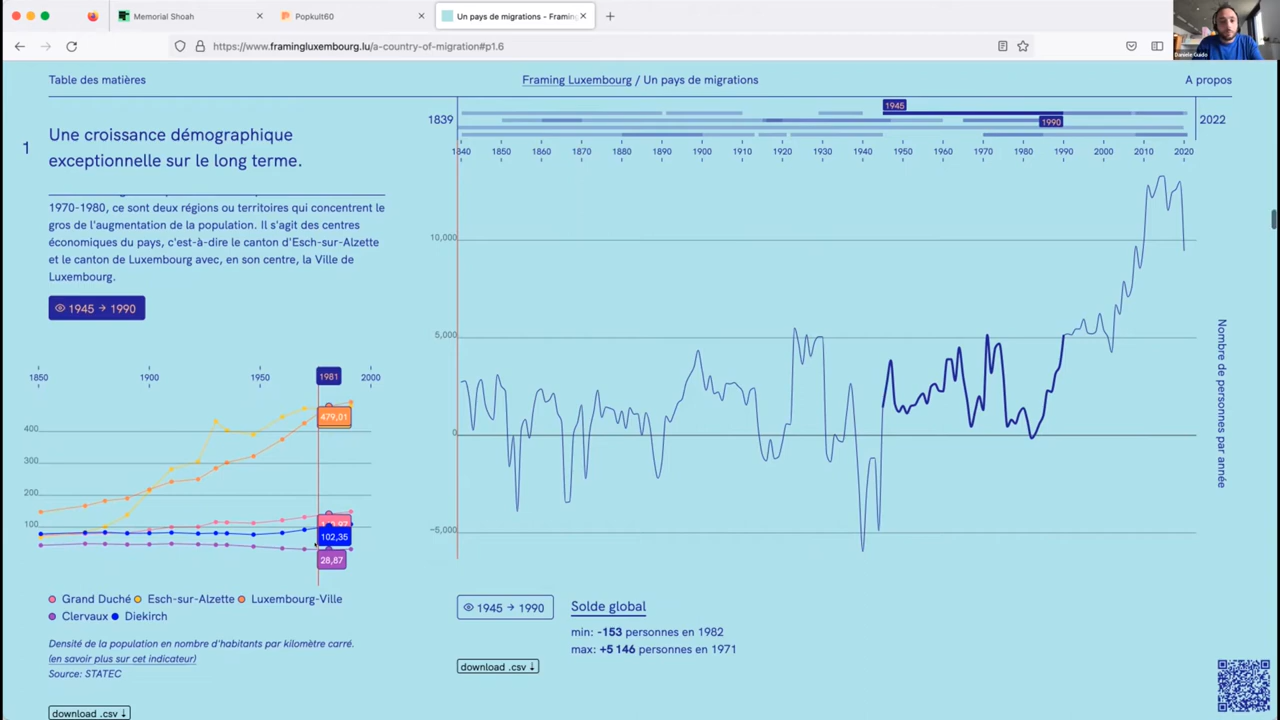 Memorial Shoah
Popkult60
Un pays de migrations - Framing
https://www.framingluxembourg.lu/a-country-of-migration#p1.6
Daniele Guido
Table des matières
Framing Luxembourg / Un pays de migrations
A propos
1
Une croissance démographique
exceptionnelle sur le long terme.
1970-1980, ce sont deux régions ou territoires qui concentrent le
gros de l'augmentation de la population. Il s'agit des centres
économiques du pays, c'est-à-dire le canton d'Esch-sur-Alzette
et le canton de Luxembourg avec, en son centre, la Ville de
Luxembourg.
1945 → 1990
1850 1900 1950 1981 2000
400
300
200
100
479,01
102,35
28,87
Grand Duché Esch-sur-Alzette Luxembourg-Ville
Clervaux Diekirch
Densité de la population en nombre d'habitants par kilomètre carré.
(en savoir plus sur cet indicateur)
Source: STATEC
download .csv ↓
1839
1945
1990
2022
1840 1850 1860 1870 1880 1890 1900 1910 1920 1930 1940 1950 1960 1970 1980 1990 2000 2010 2020
10,000
5,000
0
−5,000
Nombre de personnes par année
1945 → 1990
Solde global
min: -153 personnes en 1982
max: +5 146 personnes en 1971
download .csv ↓